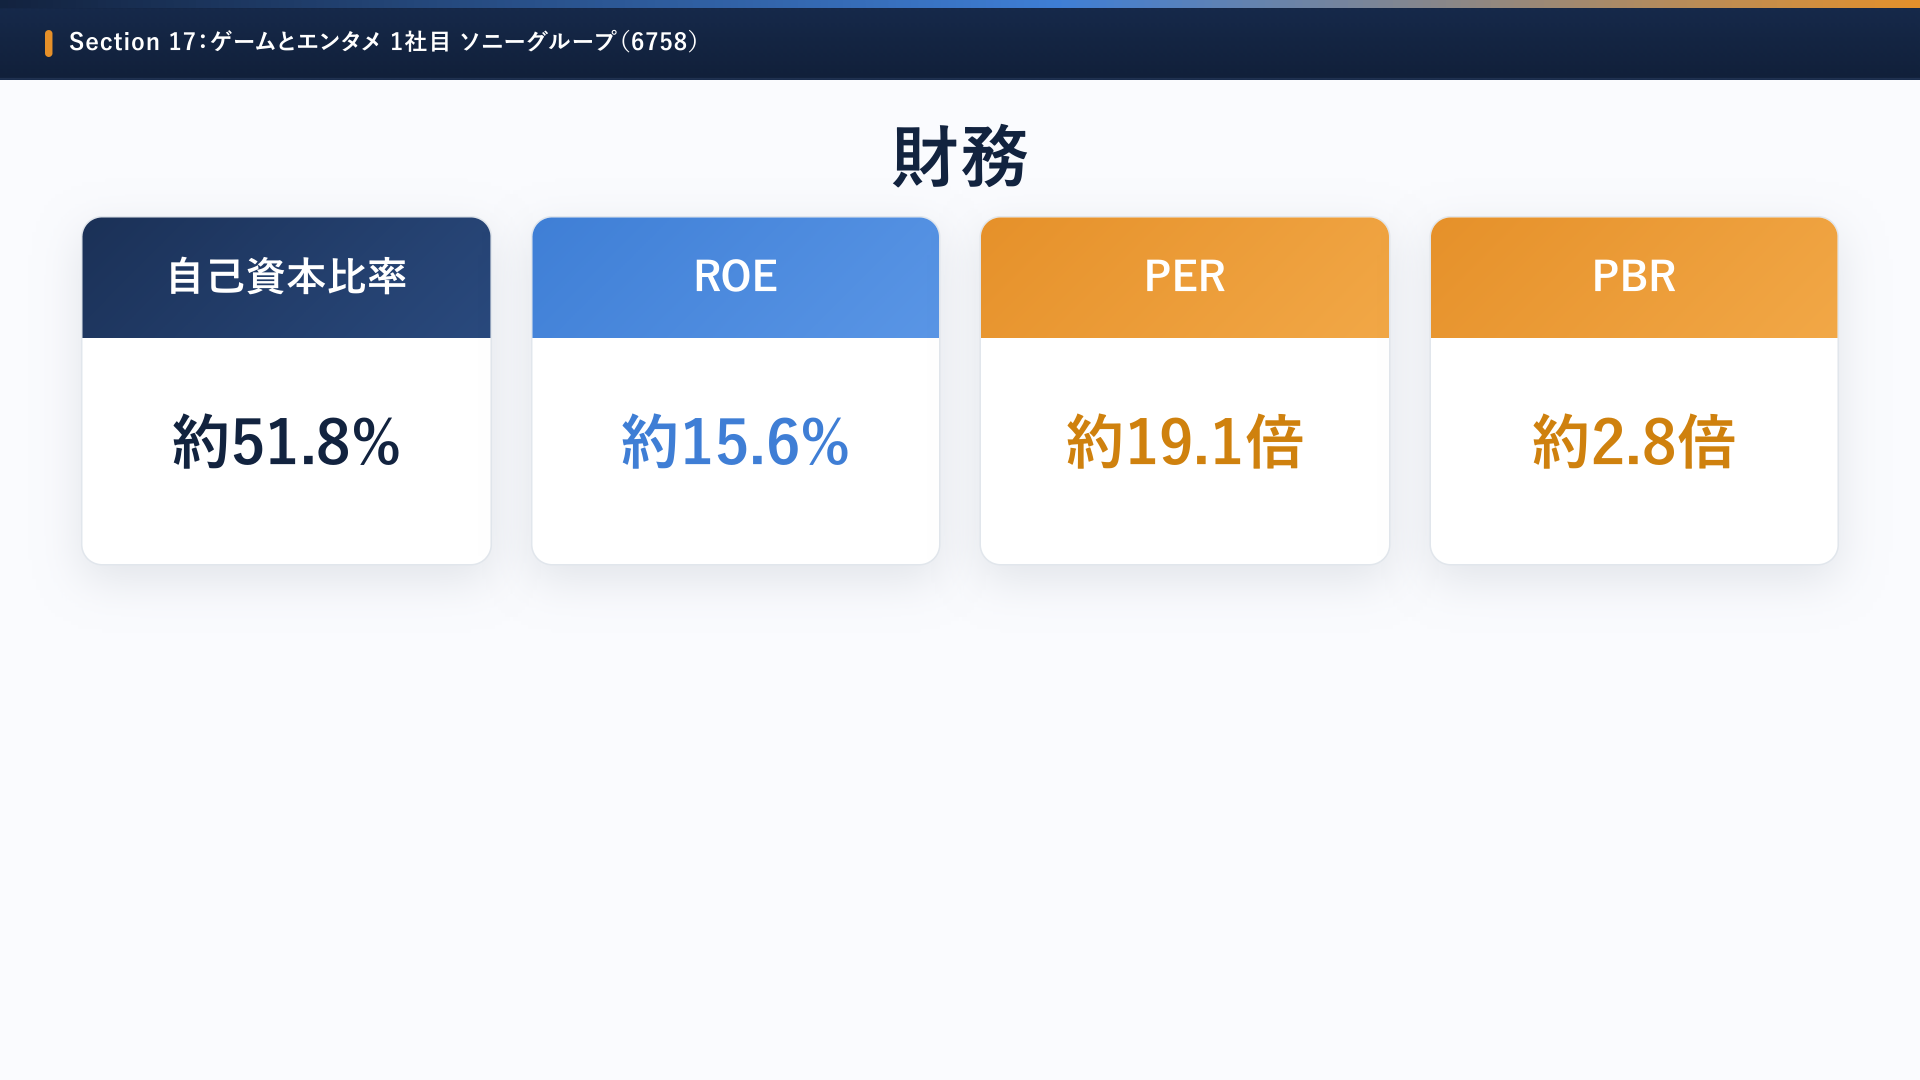 Section 17：ゲームとエンタメ 1社目 ソニーグループ（6758）
財務
自己資本比率
約51.8%
ROE
約15.6%
PER
約19.1倍
PBR
約2.8倍